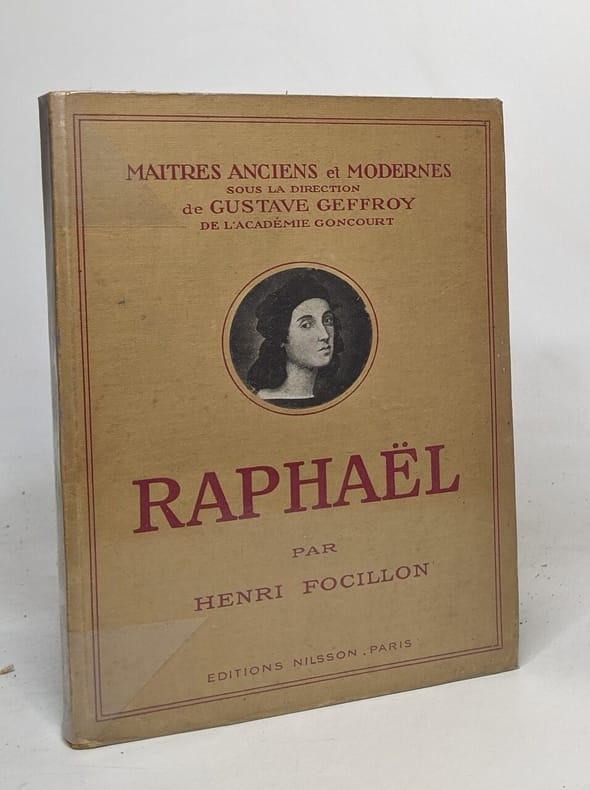 MAITRES ANCIENS et MODERNES
SOUS LA DIRECTION
de GUSTAVE GEFFROY
DE L'ACADÉMIE GONCOURT
RAPHAËL
PAR
HENRI FOCILLON
EDITIONS NILSSON . PARIS